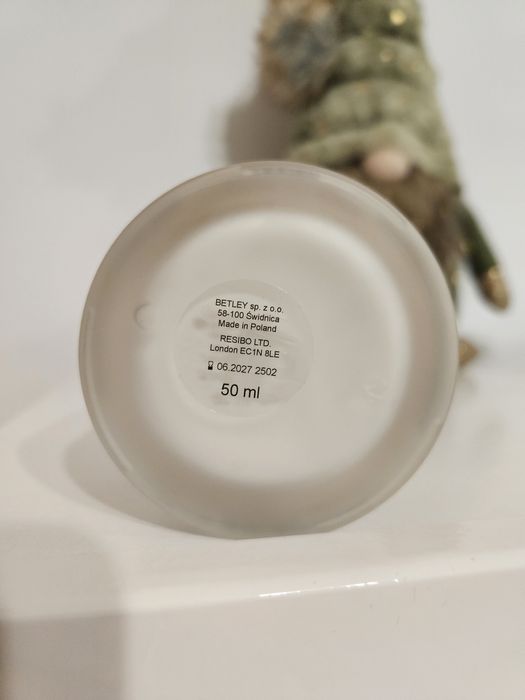 BETLEY sp. z o.o.
58-100 Świdnica
Made in Poland
RESIBO LTD.
London EC1N 8LE
06.2027 2502
50 ml